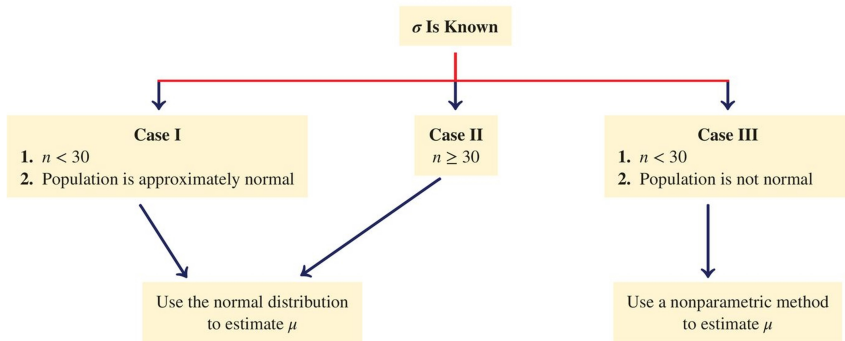 σ Is Known
Case I
1. n < 30
2. Population is approximately normal
Case II
n ≥ 30
Case III
1. n < 30
2. Population is not normal
Use the normal distribution
to estimate μ
Use a nonparametric method
to estimate μ